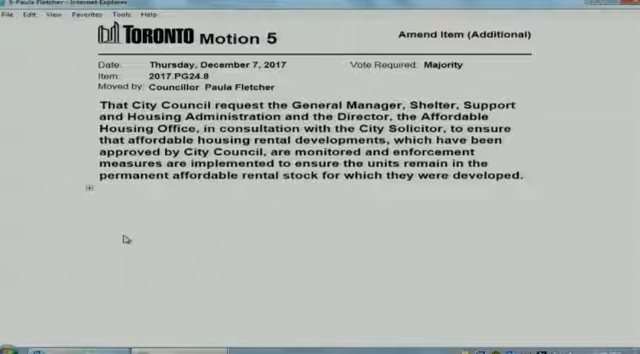 5-Paula Fletcher - Internet Explorer
File Edit View Favorites Tools Help
TORONTO Motion 5
Amend Item (Additional)
Date: Thursday, December 7, 2017 Vote Required: Majority
Item: 2017.PG24.8
Moved by: Councillor Paula Fletcher
That City Council request the General Manager, Shelter, Support
and Housing Administration and the Director, the Affordable
Housing Office, in consultation with the City Solicitor, to ensure
that affordable housing rental developments, which have been
approved by City Council, are monitored and enforcement
measures are implemented to ensure the units remain in the
permanent affordable rental stock for which they were developed.